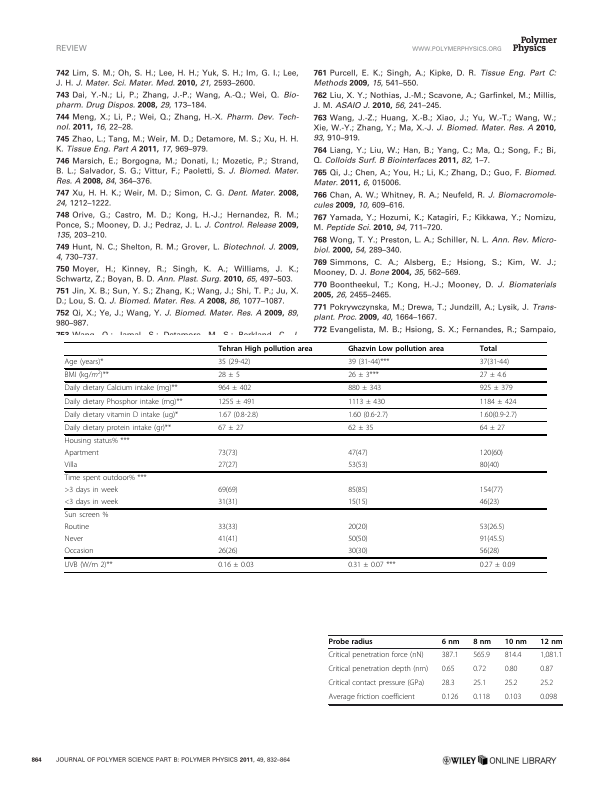 REVIEW
WWW.POLYMERPHYSICS.ORG
Polymer
Physics
742 Lim, S. M.; Oh, S. H.; Lee, H. H.; Yuk, S. H.; Im, G. I.; Lee,
J. H. J. Mater. Sci. Mater. Med. 2010, 21, 2593–2600.
743 Dai, Y.-N.; Li, P.; Zhang, J.-P.; Wang, A.-Q.; Wei, Q. Bio-
pharm. Drug Dispos. 2008, 29, 173–184.
744 Meng, X.; Li, P.; Wei, Q.; Zhang, H.-X. Pharm. Dev. Tech-
nol. 2011, 16, 22–28.
745 Zhao, L.; Tang, M.; Weir, M. D.; Detamore, M. S.; Xu, H. H.
K. Tissue Eng. Part A 2011, 17, 969–979.
746 Marsich, E.; Borgogna, M.; Donati, I.; Mozetic, P.; Strand,
B. L.; Salvador, S. G.; Vittur, F.; Paoletti, S. J. Biomed. Mater.
Res. A 2008, 84, 364–376.
747 Xu, H. H. K.; Weir, M. D.; Simon, C. G. Dent. Mater. 2008,
24, 1212–1222.
748 Orive, G.; Castro, M. D.; Kong, H.-J.; Hernandez, R. M.;
Ponce, S.; Mooney, D. J.; Pedraz, J. L. J. Control. Release 2009,
135, 203–210.
749 Hunt, N. C.; Shelton, R. M.; Grover, L. Biotechnol. J. 2009,
4, 730–737.
750 Moyer, H.; Kinney, R.; Singh, K. A.; Williams, J. K.;
Schwartz, Z.; Boyan, B. D. Ann. Plast. Surg. 2010, 65, 497–503.
751 Jin, X. B.; Sun, Y. S.; Zhang, K.; Wang, J.; Shi, T. P.; Ju, X.
D.; Lou, S. Q. J. Biomed. Mater. Res. A 2008, 86, 1077–1087.
752 Qi, X.; Ye, J.; Wang, Y. J. Biomed. Mater. Res. A 2009, 89,
980–987.
761 Purcell, E. K.; Singh, A.; Kipke, D. R. Tissue Eng. Part C:
Methods 2009, 15, 541–550.
762 Liu, X. Y.; Nothias, J.-M.; Scavone, A.; Garfinkel, M.; Millis,
J. M. ASAIO J. 2010, 56, 241–245.
763 Wang, J.-Z.; Huang, X.-B.; Xiao, J.; Yu, W.-T.; Wang, W.;
Xie, W.-Y.; Zhang, Y.; Ma, X.-J. J. Biomed. Mater. Res. A 2010,
93, 910–919.
764 Liang, Y.; Liu, W.; Han, B.; Yang, C.; Ma, Q.; Song, F.; Bi,
Q. Colloids Surf. B Biointerfaces 2011, 82, 1–7.
765 Qi, J.; Chen, A.; You, H.; Li, K.; Zhang, D.; Guo, F. Biomed.
Mater. 2011, 6, 015006.
766 Chan, A. W.; Whitney, R. A.; Neufeld, R. J. Biomacromole-
cules 2009, 10, 609–616.
767 Yamada, Y.; Hozumi, K.; Katagiri, F.; Kikkawa, Y.; Nomizu,
M. Peptide Sci. 2010, 94, 711–720.
768 Wong, T. Y.; Preston, L. A.; Schiller, N. L. Ann. Rev. Micro-
biol. 2000, 54, 289–340.
769 Simmons, C. A.; Alsberg, E.; Hsiong, S.; Kim, W. J.;
Mooney, D. J. Bone 2004, 35, 562–569.
770 Boontheekul, T.; Kong, H.-J.; Mooney, D. J. Biomaterials
2005, 26, 2455–2465.
771 Pokrywczynska, M.; Drewa, T.; Jundzill, A.; Lysik, J. Trans-
plant. Proc. 2009, 40, 1664–1667.
772 Evangelista, M. B.; Hsiong, S. X.; Fernandes, R.; Sampaio,
Tehran High pollution area Ghazvin Low pollution area Total
Age (years)* 35 (29-42) 39 (31-44)*** 37(31-44)
BMI (kg/m²)** 28 ± 5 26 ± 3*** 27 ± 4.6
Daily dietary Calcium intake (mg)** 964 ± 402 880 ± 343 925 ± 379
Daily dietary Phosphor intake (mg)** 1255 ± 491 1113 ± 430 1184 ± 424
Daily dietary vitamin D intake (ug)* 1.67 (0.8-2.8) 1.60 (0.6-2.7) 1.60(0.9-2.7)
Daily dietary protein intake (gr)** 67 ± 27 62 ± 35 64 ± 27
Housing status% ***
Apartment 73(73) 47(47) 120(60)
Villa 27(27) 53(53) 80(40)
Time spent outdoor% ***
>3 days in week 69(69) 85(85) 154(77)
<3 days in week 31(31) 15(15) 46(23)
Sun screen %
Routine 33(33) 20(20) 53(26.5)
Never 41(41) 50(50) 91(45.5)
Occasion 26(26) 30(30) 56(28)
UVB (W/m 2)** 0.16 ± 0.03 0.31 ± 0.07 *** 0.27 ± 0.09
Probe radius 6 nm 8 nm 10 nm 12 nm
Critical penetration force (nN) 387.1 565.9 814.4 1,081.1
Critical penetration depth (nm) 0.65 0.72 0.80 0.87
Critical contact pressure (GPa) 28.3 25.1 25.2 25.2
Average friction coefficient 0.126 0.118 0.103 0.098
864 JOURNAL OF POLYMER SCIENCE PART B: POLYMER PHYSICS 2011, 49, 832–864
WILEY ONLINE LIBRARY